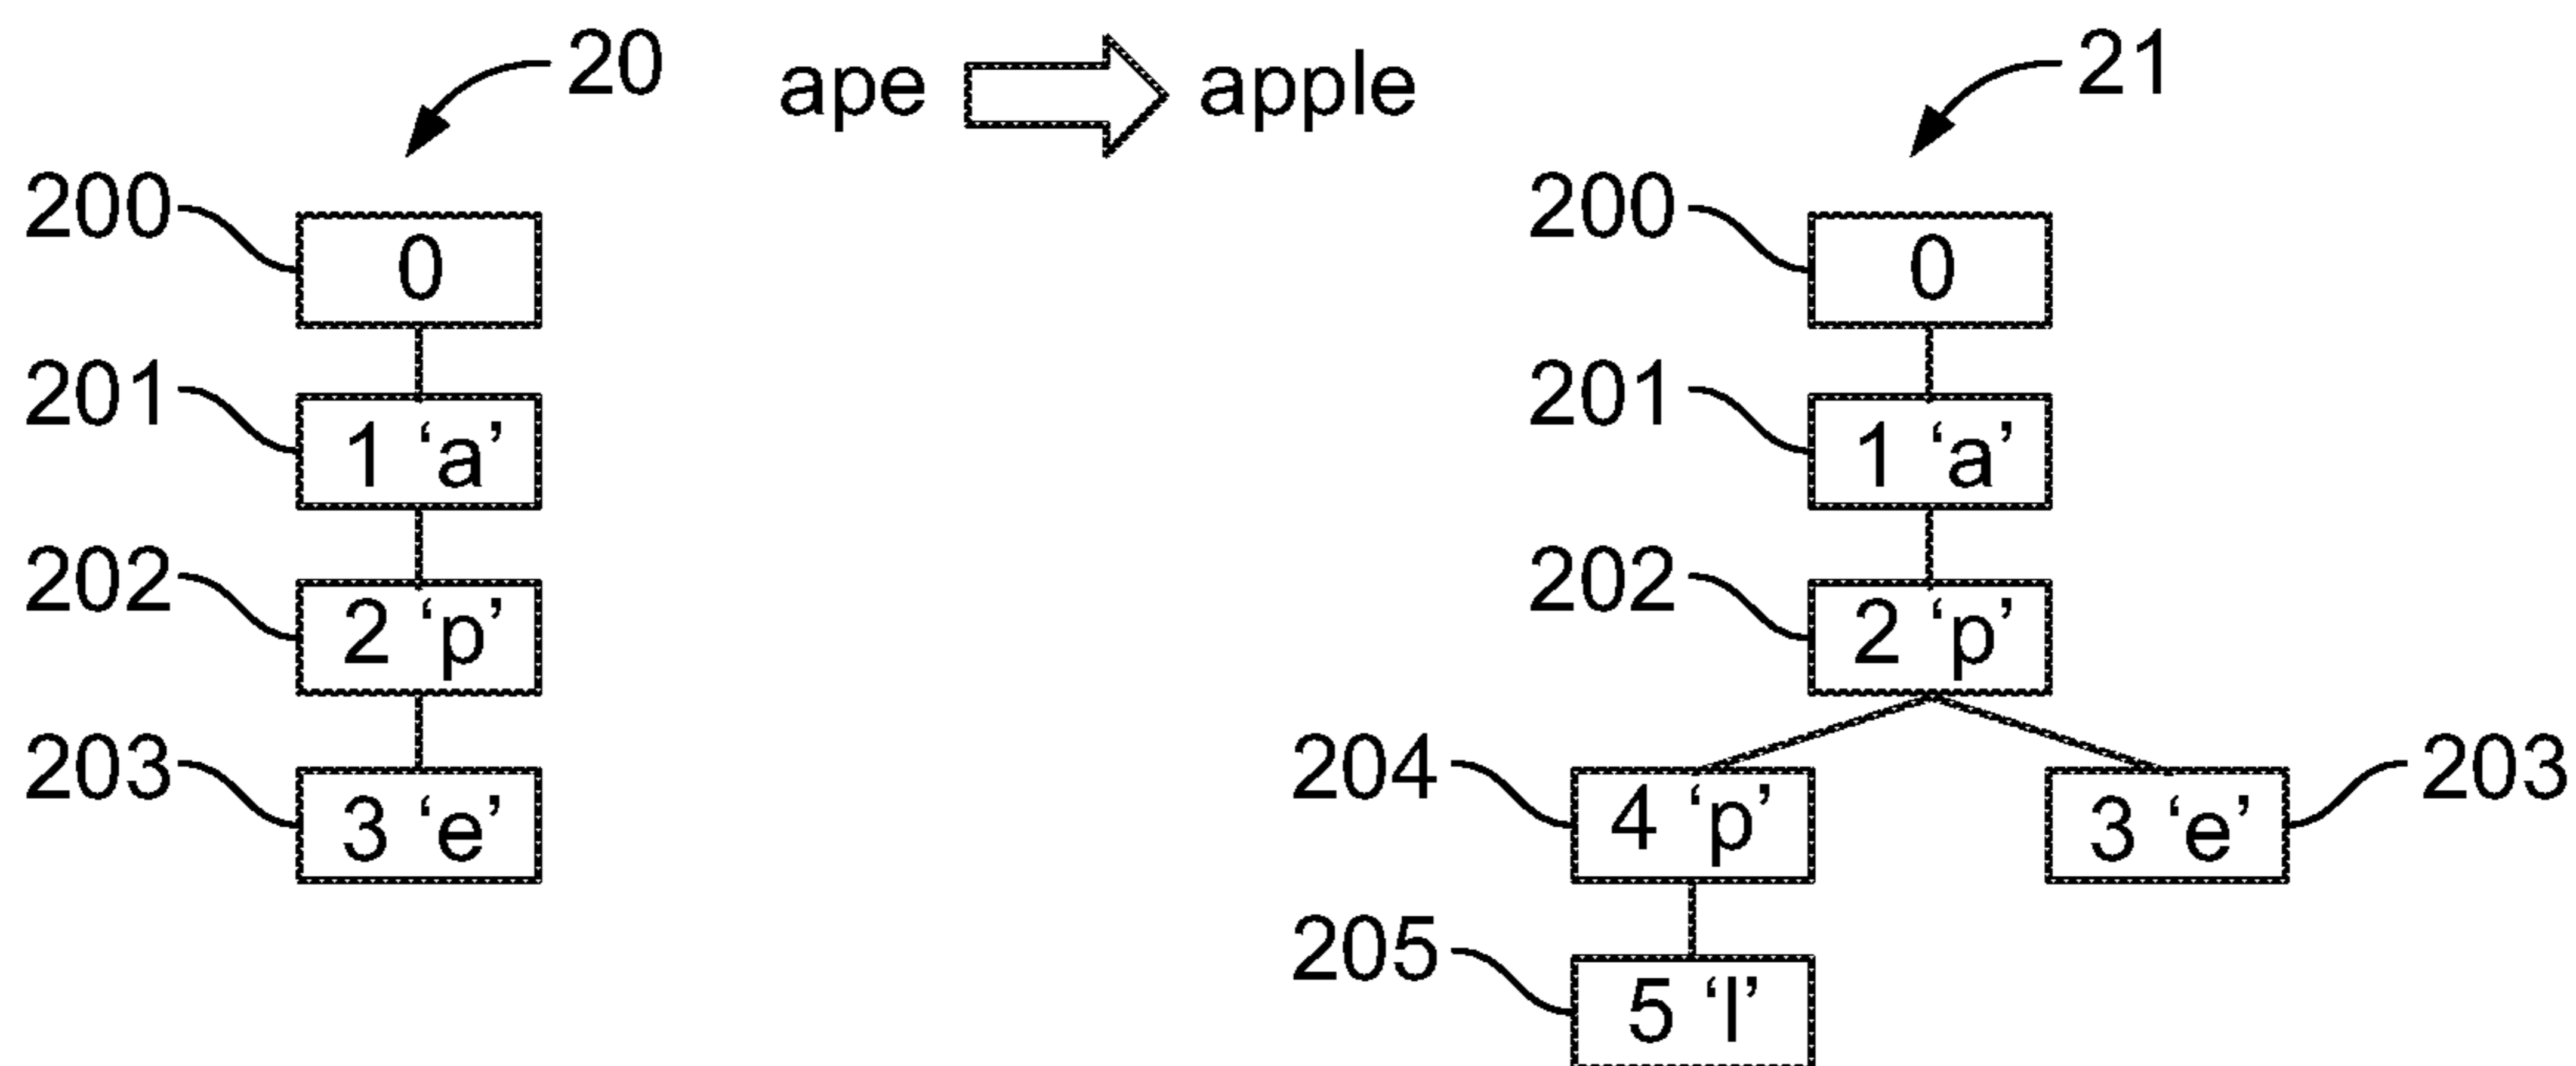 20 ape apple 21
200 0 200 0
201 1 ‘a’ 201 1 ‘a’
202 2 ‘p’ 202 2 ‘p’
203 3 ‘e’ 204 4 ‘p’ 3 ‘e’ 203
205 5 ‘l’